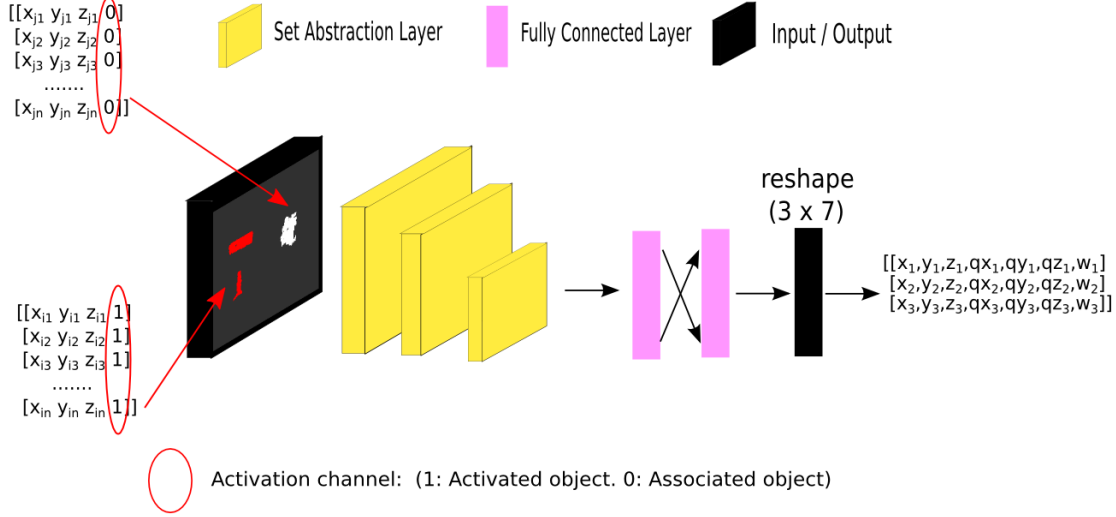 [[xj1 yj1 zj1 0]
[xj2 yj2 zj2 0]
[xj3 yj3 zj3 0]
.......
[xjn yjn zjn 0]]
Set Abstraction Layer
Fully Connected Layer
Input / Output
reshape
(3 x 7)
[[x1,y1,z1,qx1,qy1,qz1,w1]
[x2,y2,z2,qx2,qy2,qz2,w2]
[x3,y3,z3,qx3,qy3,qz3,w3]]
[[xi1 yi1 zi1 1]
[xi2 yi2 zi2 1]
[xi3 yi3 zi3 1]
.......
[xin yin zin 1]]
Activation channel: (1: Activated object. 0: Associated object)